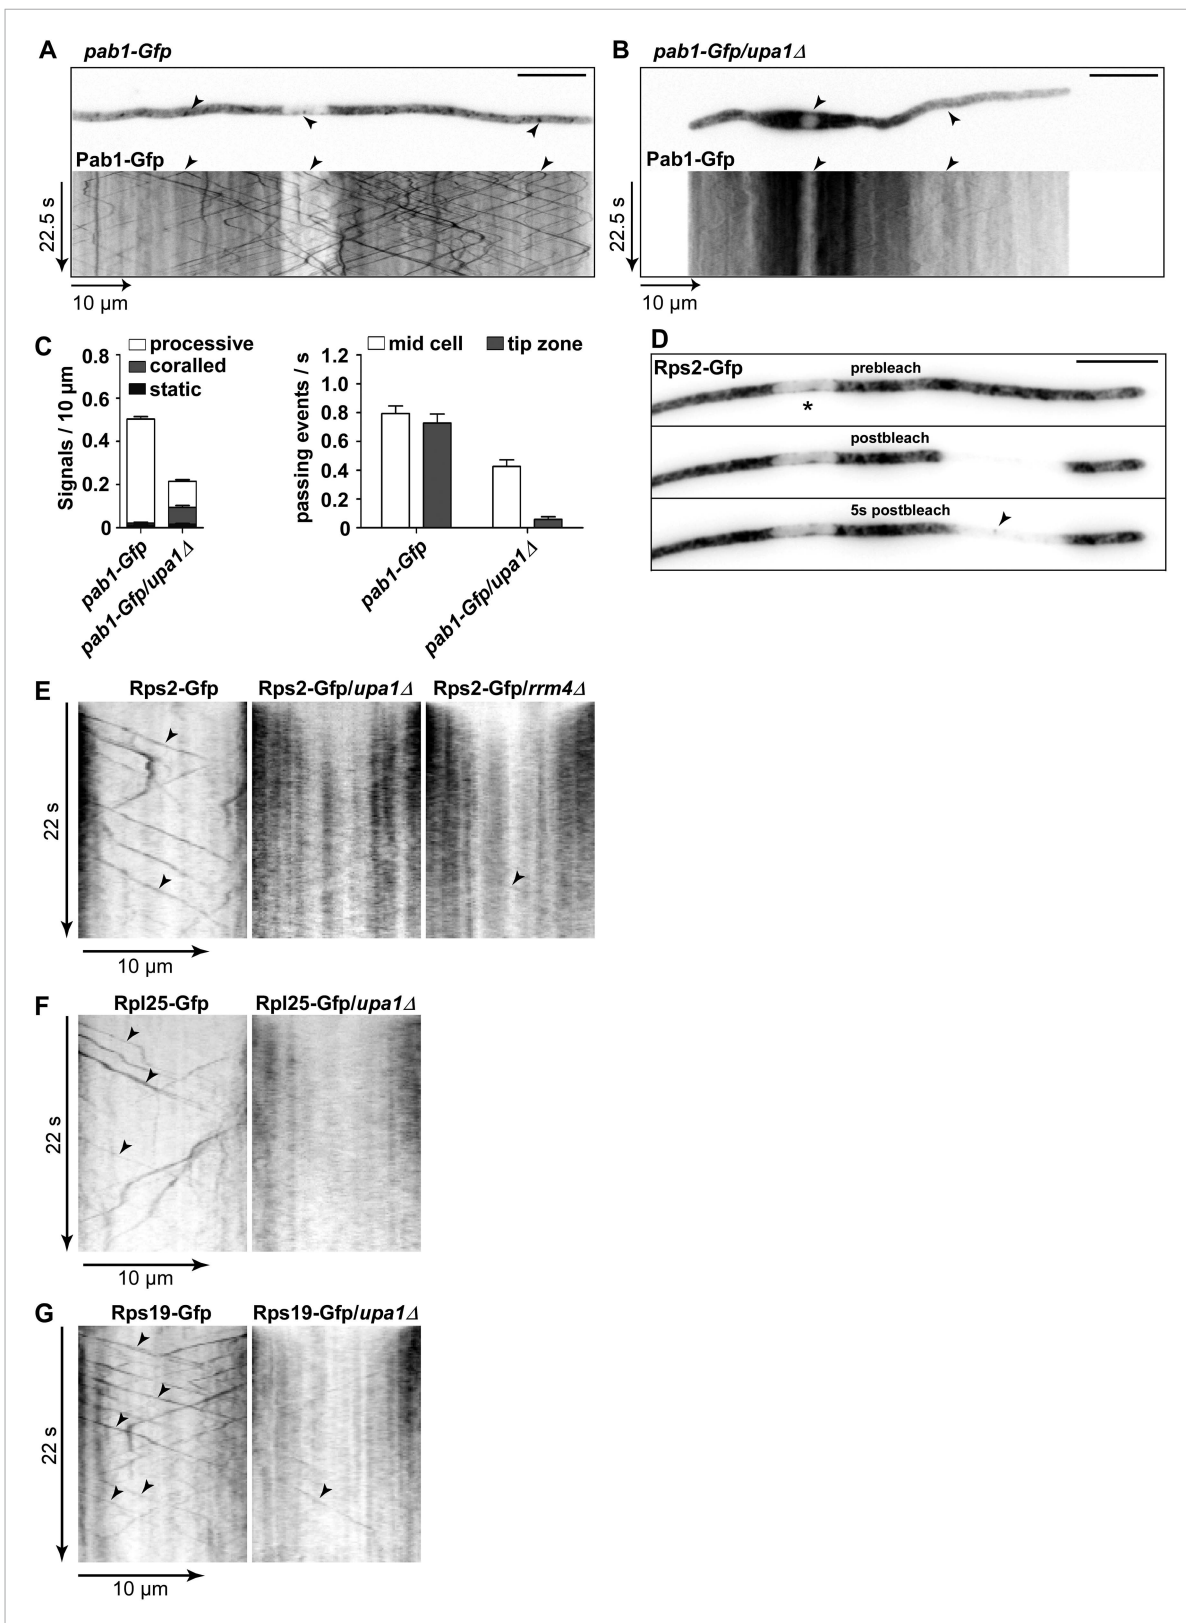 A pab1-Gfp
Pab1-Gfp
22.5 s
10 µm
B pab1-Gfp/upa1Δ
Pab1-Gfp
22.5 s
10 µm
C
processive
coralled
static
Signals / 10 µm
0.8
0.6
0.4
0.2
0
pab1-Gfp
pab1-Gfp/upa1Δ
mid cell
tip zone
passing events / s
1.2
1.0
0.8
0.6
0.4
0.2
0
pab1-Gfp
pab1-Gfp/upa1Δ
D
Rps2-Gfp
prebleach
*
postbleach
5s postbleach
E
Rps2-Gfp Rps2-Gfp/upa1Δ Rps2-Gfp/rrm4Δ
22 s
10 µm
F
Rpl25-Gfp Rpl25-Gfp/upa1Δ
22 s
10 µm
G
Rps19-Gfp Rps19-Gfp/upa1Δ
22 s
10 µm